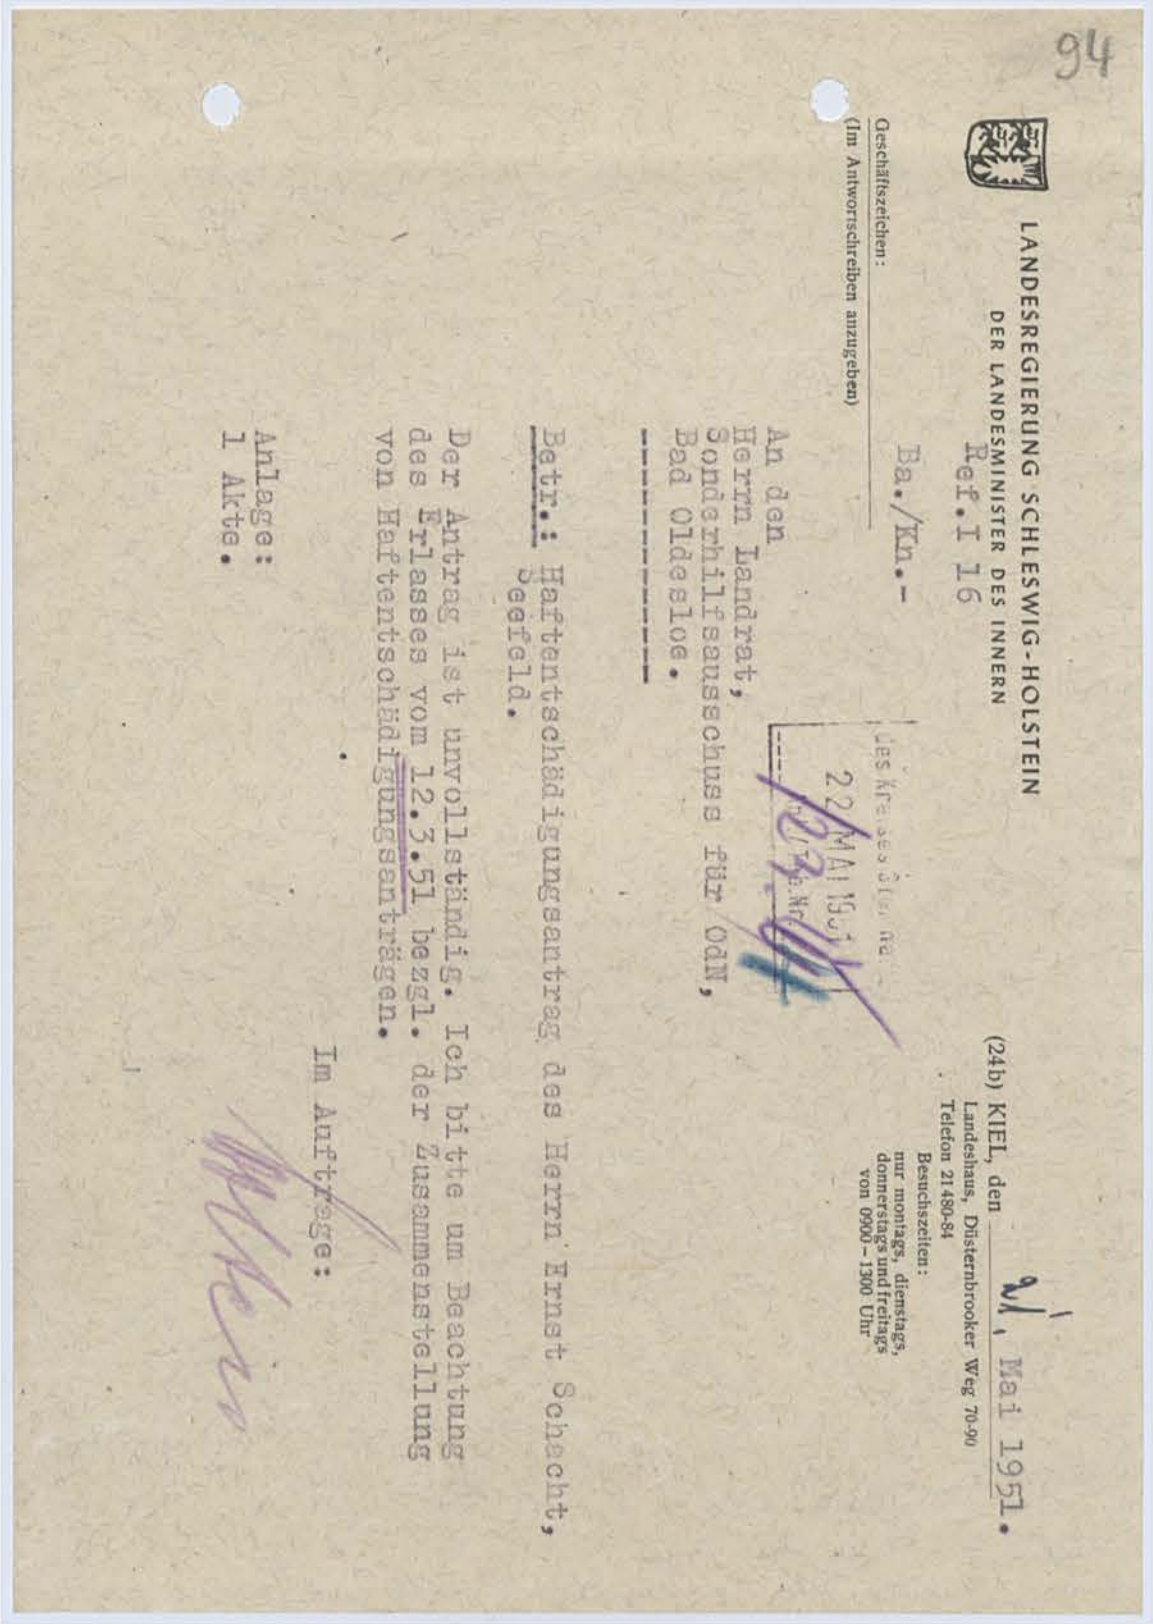 94
LANDESREGIERUNG SCHLESWIG-HOLSTEIN
DER LANDESMINISTER DES INNERN
Ref.I 16
Ba./Kn.-
Geschäftszeichen:
(Im Antwortschreiben anzugeben)
(24b) KIEL, den 21. Mai 1951.
Landeshaus, Düsternbrooker Weg 70-90
Telefon 21480-84
Besuchszeiten:
nur montags, dienstags,
donnerstags und freitags
von 0900-1300 Uhr
des Kreises
22. MAI 1951
An den
Herrn Landrat,
Sonderhilfsausschuss für OdN,
Bad Oldesloe.
Betr.: Haftentschädigungsantrag des Herrn Ernst Schacht,
Seefeld.
Der Antrag ist unvollständig. Ich bitte um Beachtung
des Erlasses vom 12.3.51 bezgl. der Zusammenstellung
von Haftentschädigungsanträgen.
Im Auftrage:
Anlage:
1 Akte.